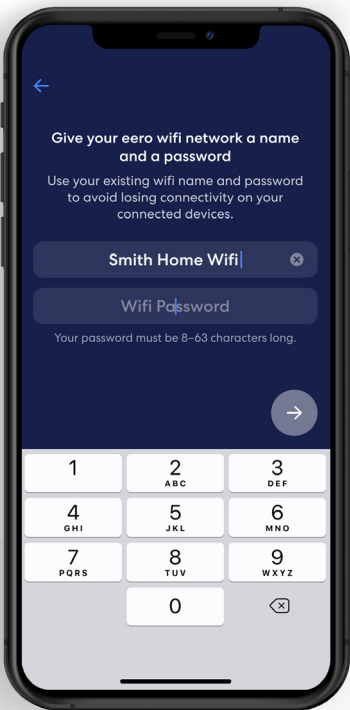 Give your eero wifi network a name
and a password
Use your existing wifi name and password
to avoid losing connectivity on your
connected devices.
Smith Home Wifi
Wifi Password
Your password must be 8–63 characters long.
1
2
ABC
3
DEF
4
GHI
5
JKL
6
MNO
7
PQRS
8
TUV
9
WXYZ
0